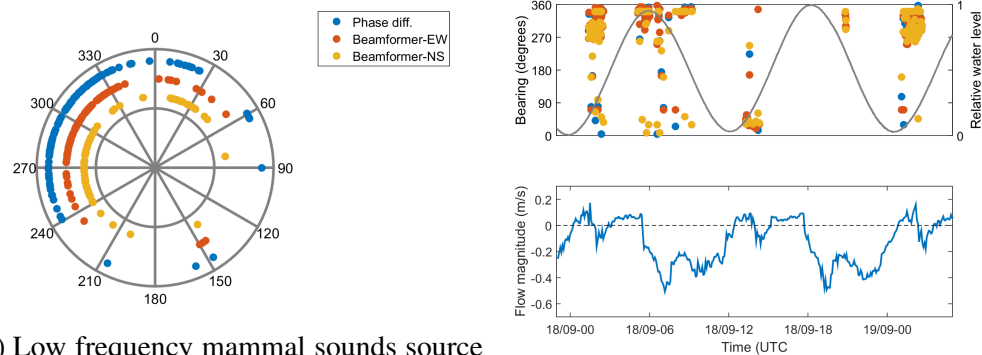 Phase diff.
Beamformer-EW
Beamformer-NS
0
30
60
90
120
150
180
210
240
270
300
330
) Low frequency mammal sounds source
Bearing (degrees)
360
270
180
90
0
Relative water level
1
0
Flow magnitude (m/s)
0.2
0
-0.2
-0.4
-0.6
18/09-00 18/09-06 18/09-12 18/09-18 19/09-00
Time (UTC